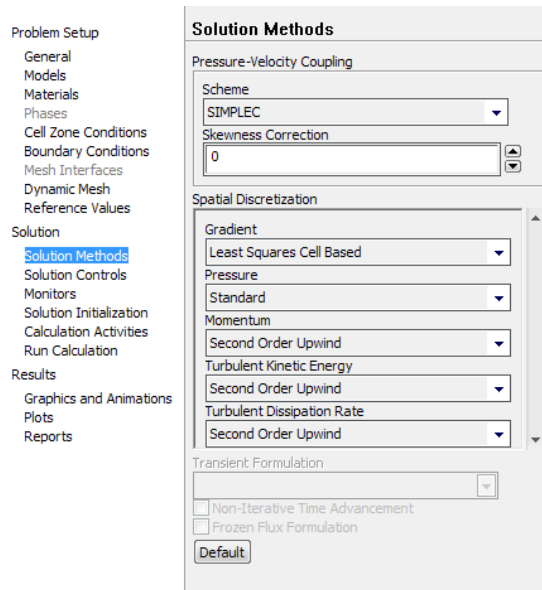 Problem Setup
General
Models
Materials
Phases
Cell Zone Conditions
Boundary Conditions
Mesh Interfaces
Dynamic Mesh
Reference Values
Solution
Solution Methods
Solution Controls
Monitors
Solution Initialization
Calculation Activities
Run Calculation
Results
Graphics and Animations
Plots
Reports
Solution Methods
Pressure-Velocity Coupling
Scheme
SIMPLEC
Skewness Correction
0
Spatial Discretization
Gradient
Least Squares Cell Based
Pressure
Standard
Momentum
Second Order Upwind
Turbulent Kinetic Energy
Second Order Upwind
Turbulent Dissipation Rate
Second Order Upwind
Transient Formulation
Non-Iterative Time Advancement
Frozen Flux Formulation
Default